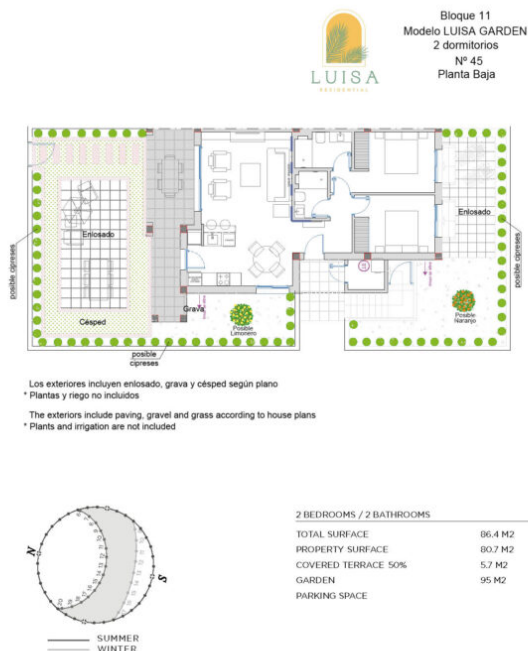 LUISA
RESIDENTIAL
Bloque 11
Modelo LUISA GARDEN
2 dormitorios
Nº 45
Planta Baja
Enlosado
Enlosado
posible cipreses
posible cipreses
Césped
Grava
Posible
Limonero
Posible
Naranjo
posible
cipreses
Los exteriores incluyen enlosado, grava y césped según plano
* Plantas y riego no incluidos
The exteriors include paving, gravel and grass according to house plans
* Plants and irrigation are not included
N
S
SUMMER
WINTER
2 BEDROOMS / 2 BATHROOMS
TOTAL SURFACE 86.4 M2
PROPERTY SURFACE 80.7 M2
COVERED TERRACE 50% 5.7 M2
GARDEN 95 M2
PARKING SPACE